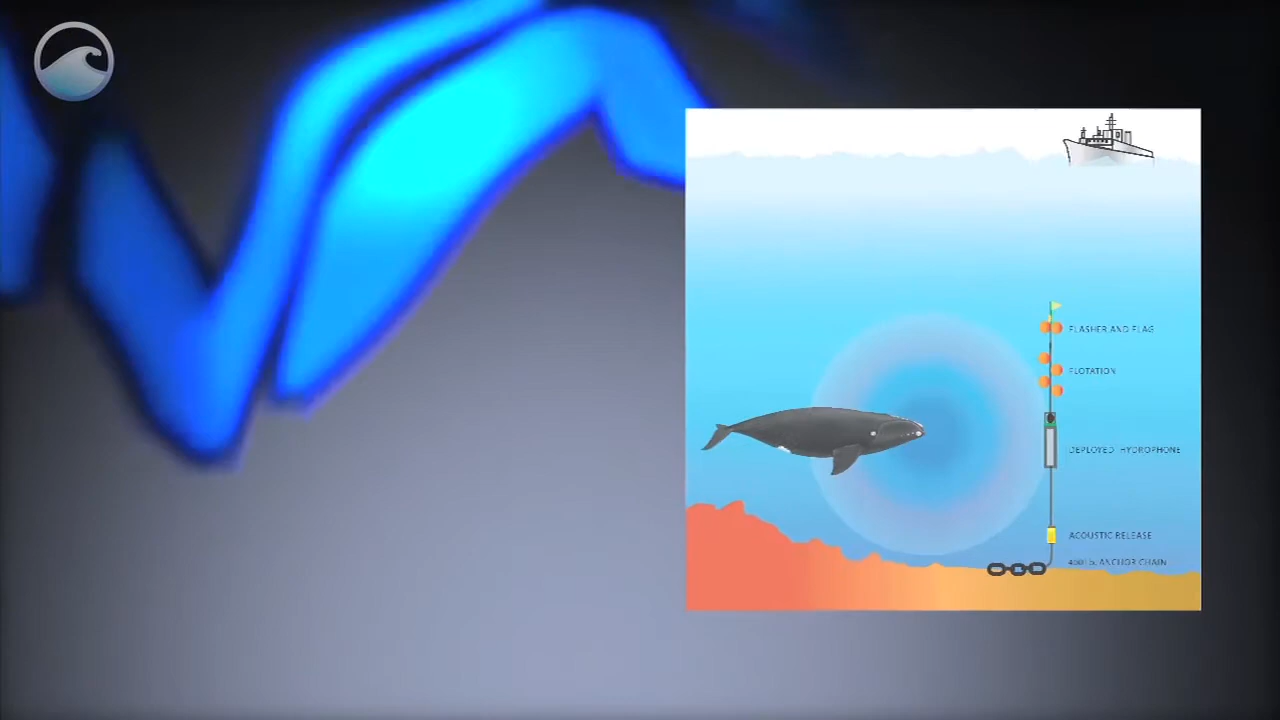 FLASHER AND FLAG
FLOTATION
DEPLOYED HYDROPHONE
ACOUSTIC RELEASE
ANCHOR CHAIN